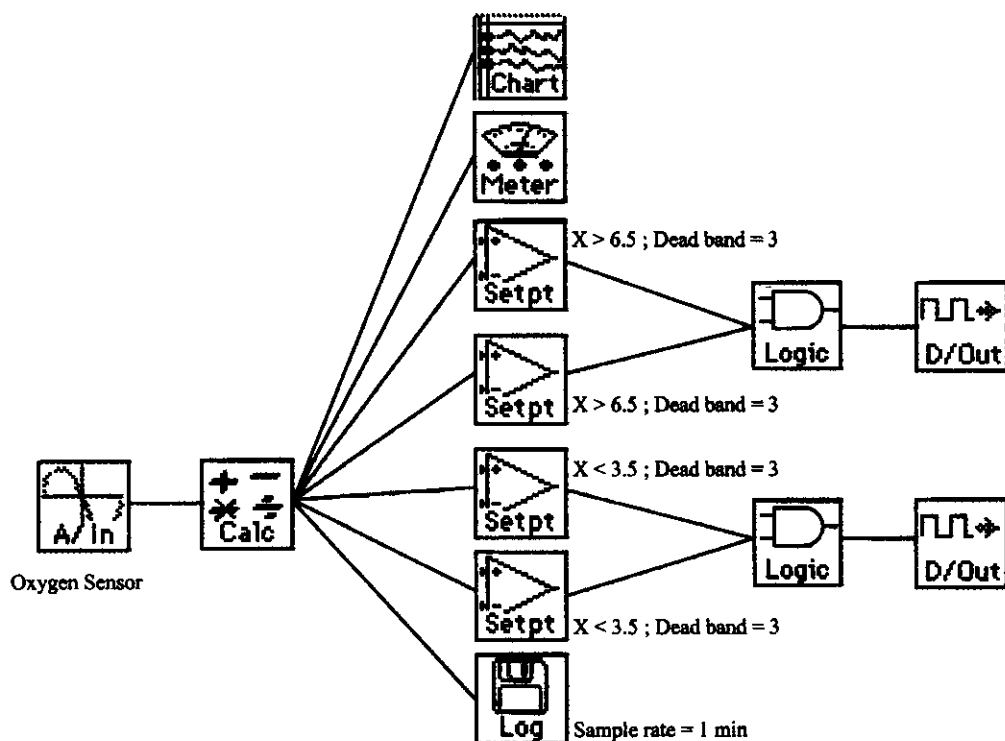 Chart
Meter
X > 6.5 ; Dead band = 3
Setpt
Logic
D/Out
Setpt
X > 6.5 ; Dead band = 3
X < 3.5 ; Dead band = 3
A/In
Calc
Setpt
Logic
D/Out
Oxygen Sensor
Setpt
X < 3.5 ; Dead band = 3
Log
Sample rate = 1 min